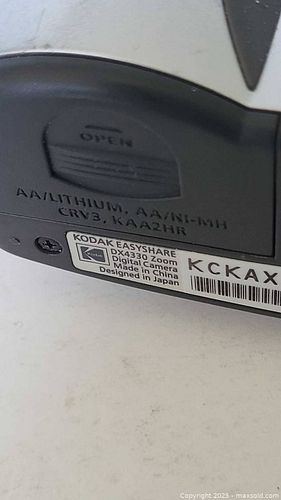 OPEN
AA/LITHIUM, AA/NI-MH
CRV3, KAA2HR
KODAK EASYSHARE
DX4330 Zoom
Digital Camera
Made in China
Designed in Japan
Kodak
KCKAX
Copyright 2023 - maxsold.com